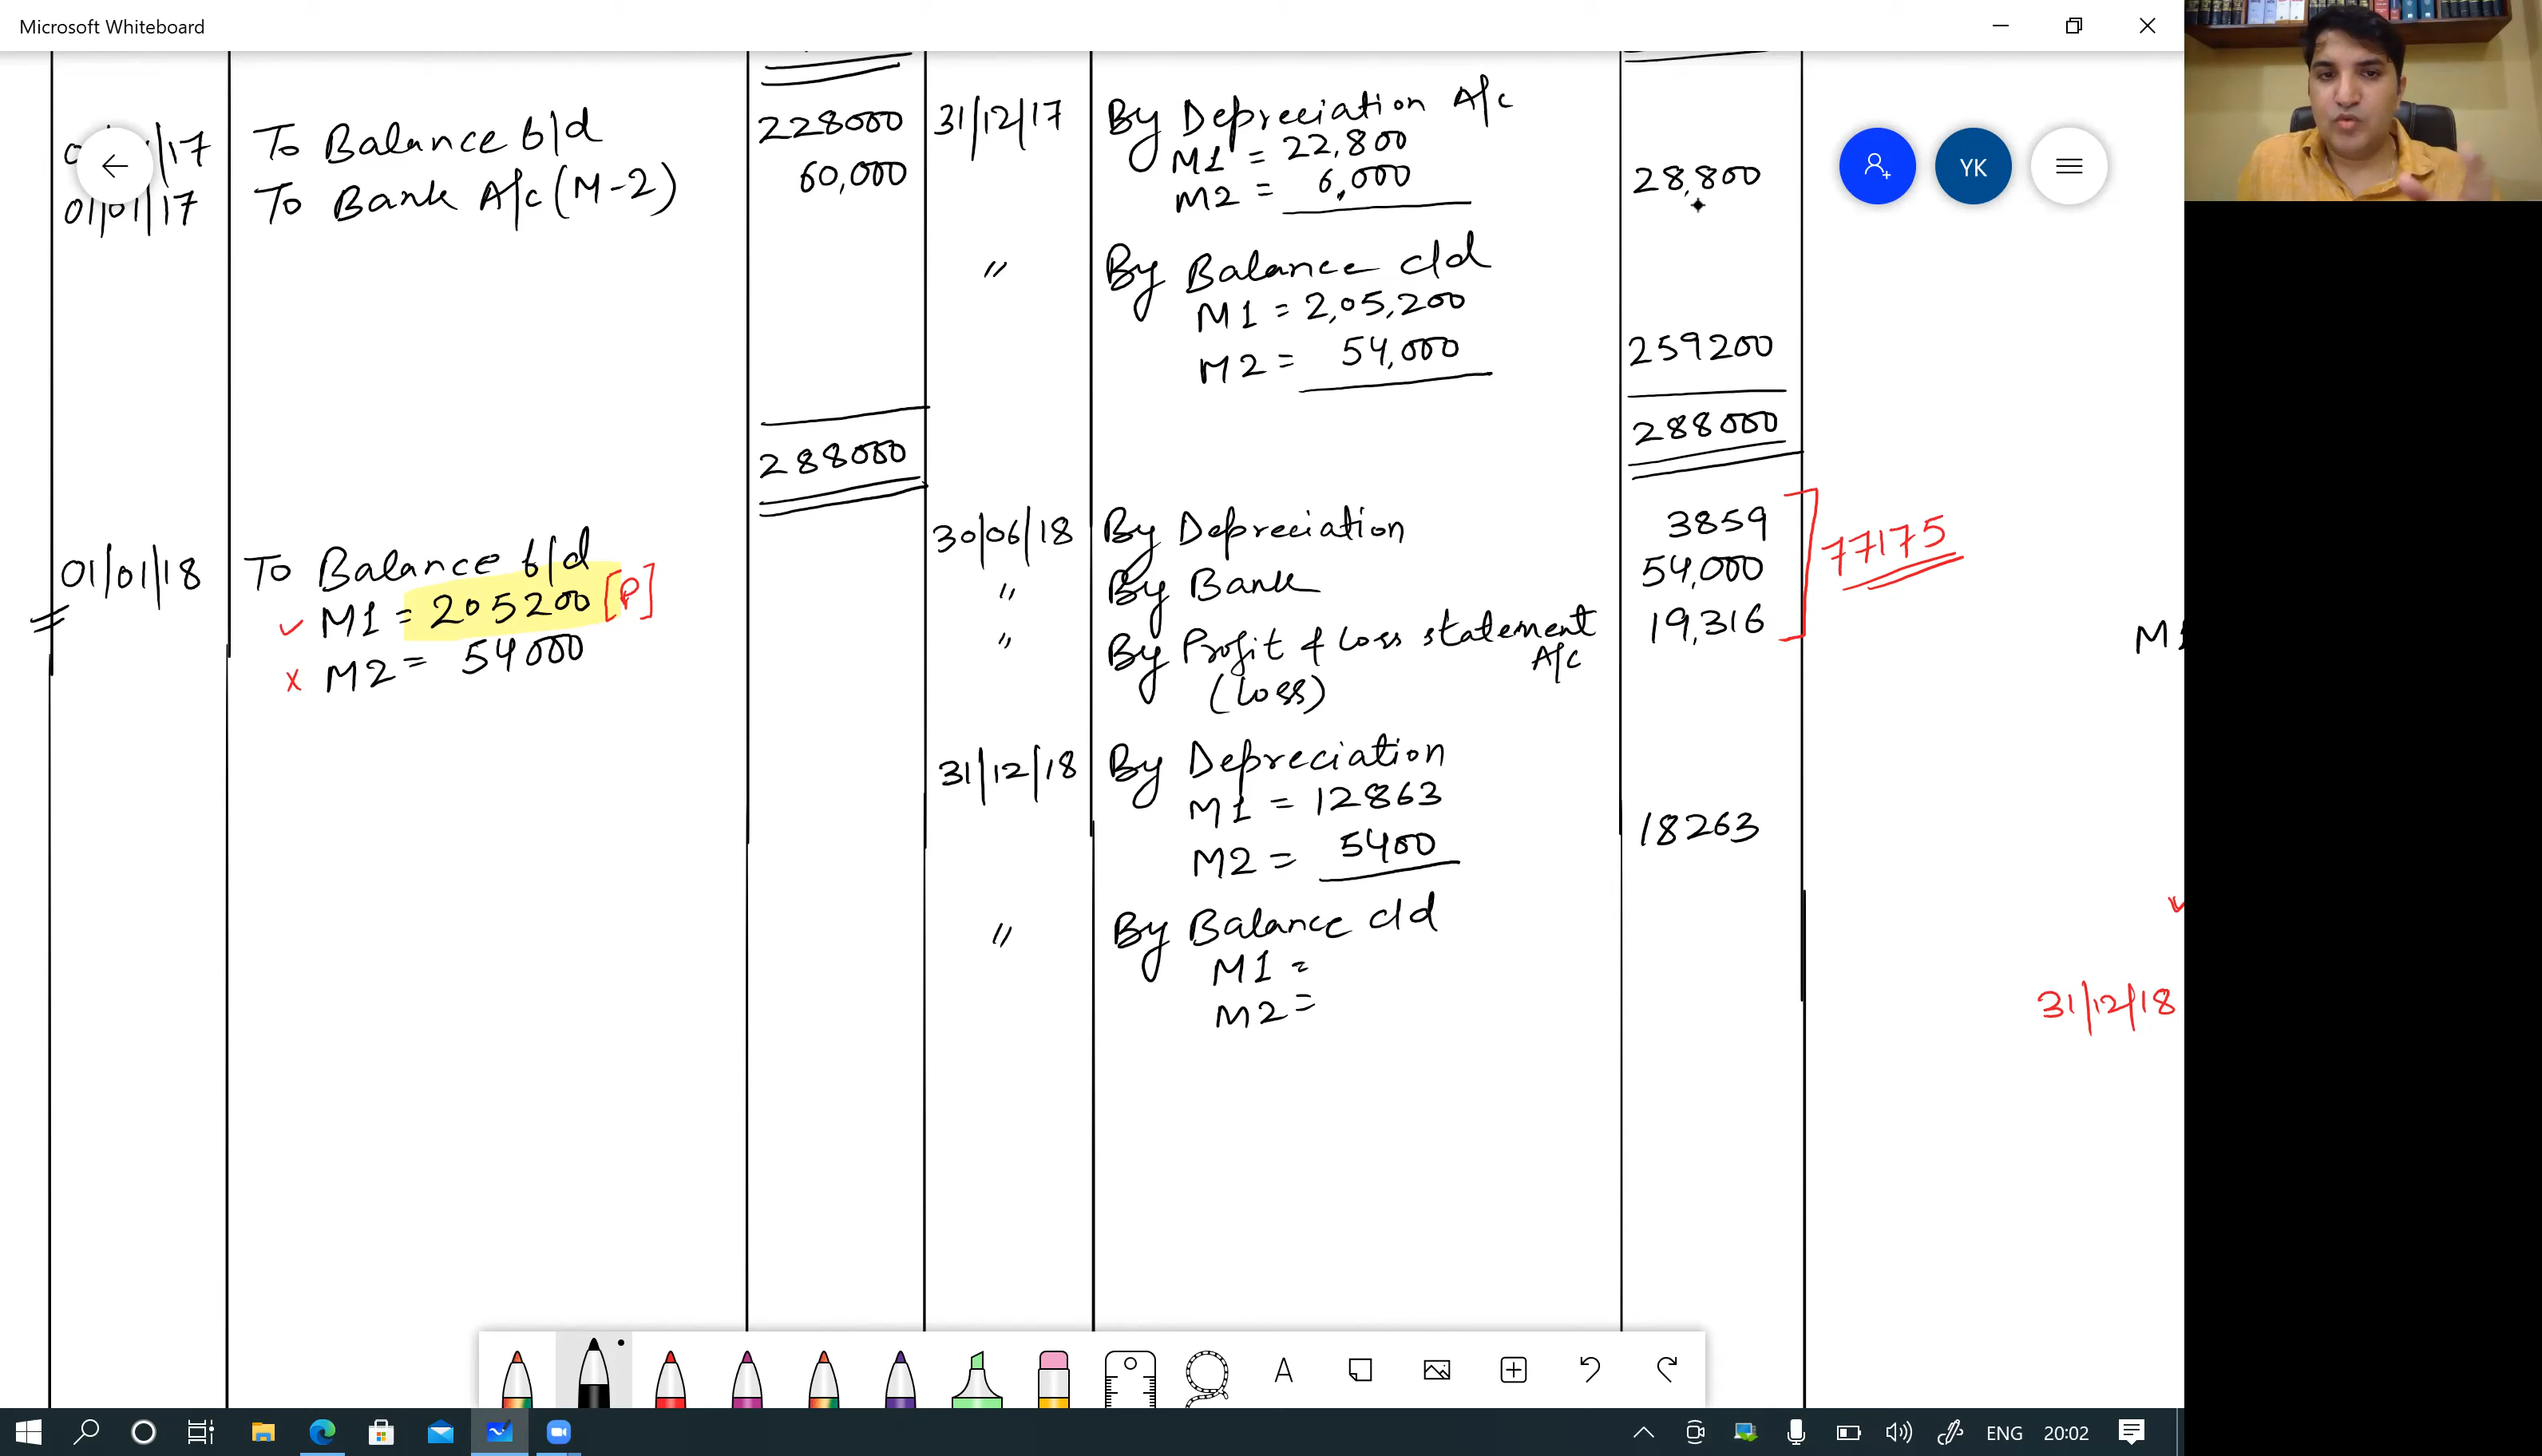 Microsoft Whiteboard
/17 To Balance b/d 228000 31/12/17 By Depreciation A/c
M1 = 22,800
01/01/17 To Bank A/c (M-2) 60,000 M2 = 6,000 28,800
YK
" By Balance c/d
M1 = 2,05,200
M2 = 54,000 259200
288000 288000
01/01/18 To Balance b/d 30/06/18 By Depreciation 3859 77175
M1 = 205200 [P] " By Bank 54,000
M2 = 54000 " By Profit & Loss statement A/c 19,316
(Loss)
M1
31/12/18 By Depreciation
M1 = 12863
M2 = 5400 18263
" By Balance c/d
M1 =
M2 =
31/12/18
ENG 20:02